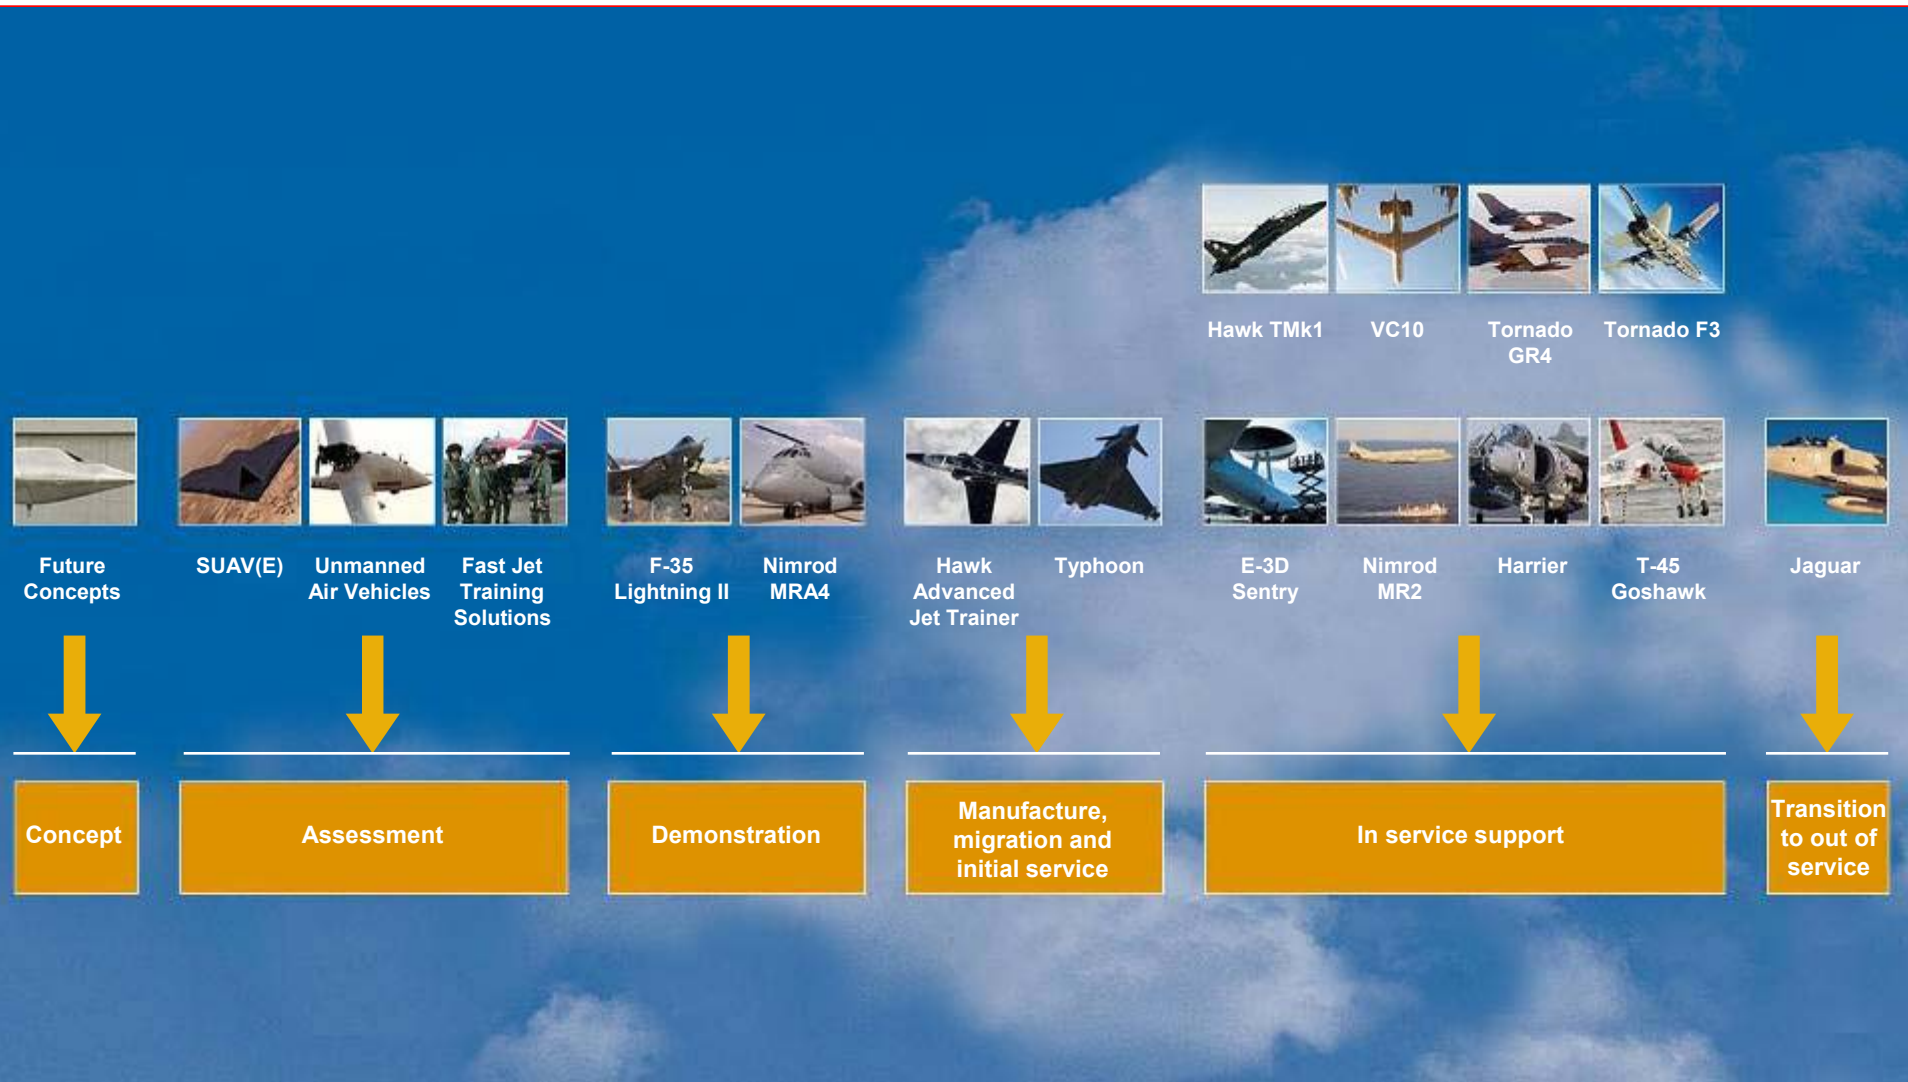 Hawk TMk1
VC10
Tornado
GR4
Tornado F3
Future
Concepts
SUAV(E)
Unmanned
Air Vehicles
Fast Jet
Training
Solutions
F-35
Lightning II
Nimrod
MRA4
Hawk
Advanced
Jet Trainer
Typhoon
E-3D
Sentry
Nimrod
MR2
Harrier
T-45
Goshawk
Jaguar
Concept
Assessment
Demonstration
Manufacture,
migration and
initial service
In service support
Transition
to out of
service